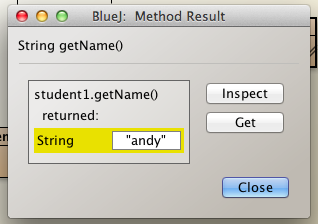 BlueJ: Method Result
String getName()
student1.getName()
returned:
String "andy"
Inspect
Get
Close